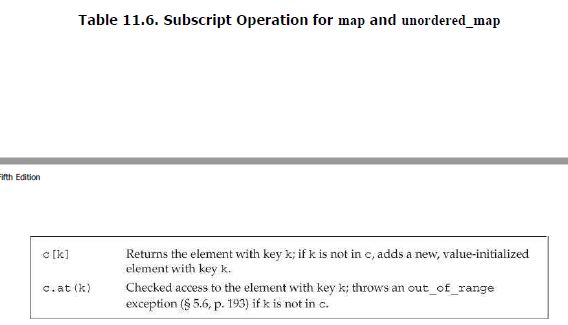 Table 11.6. Subscript Operation for map and unordered_map
Fifth Edition
c[k] Returns the element with key k; if k is not in c, adds a new, value-initialized
element with key k.
c.at(k) Checked access to the element with key k; throws an out_of_range
exception (§ 5.6, p. 193) if k is not in c.